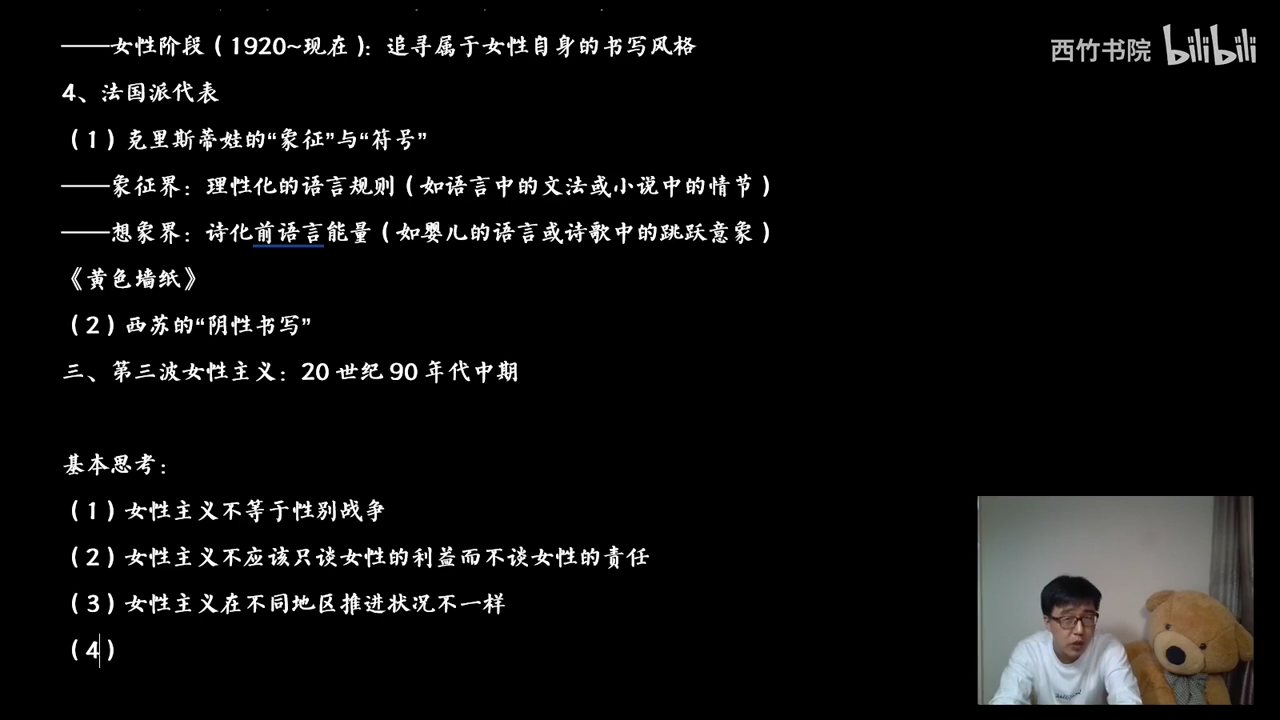 ——女性阶段（1920~现在）：追寻属于女性自身的书写风格
西竹书院 bilibili
4、法国派代表
（1）克里斯蒂娃的“象征”与“符号”
——象征界：理性化的语言规则（如语言中的文法或小说中的情节）
——想象界：诗化前语言能量（如婴儿的语言或诗歌中的跳跃意象）
《黄色墙纸》
（2）西苏的“阴性书写”
三、第三波女性主义：20 世纪 90 年代中期
基本思考：
（1）女性主义不等于性别战争
（2）女性主义不应该只谈女性的利益而不谈女性的责任
（3）女性主义在不同地区推进状况不一样
（4）